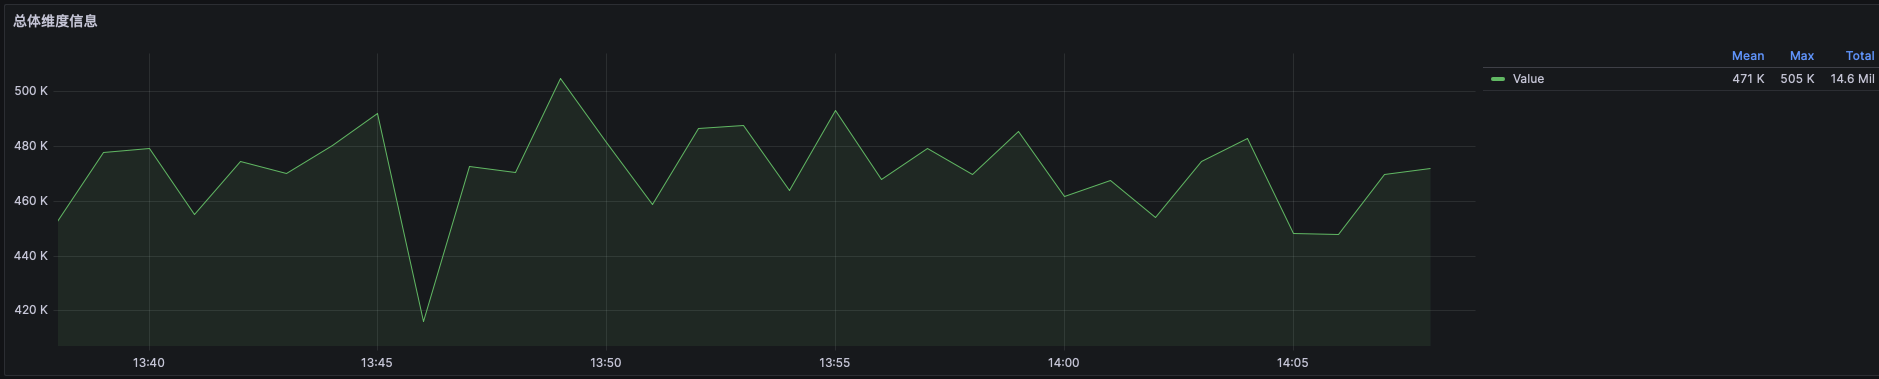 总体维度信息
Mean Max Total
Value 471 K 505 K 14.6 Mil
500 K
480 K
460 K
440 K
420 K
13:40 13:45 13:50 13:55 14:00 14:05